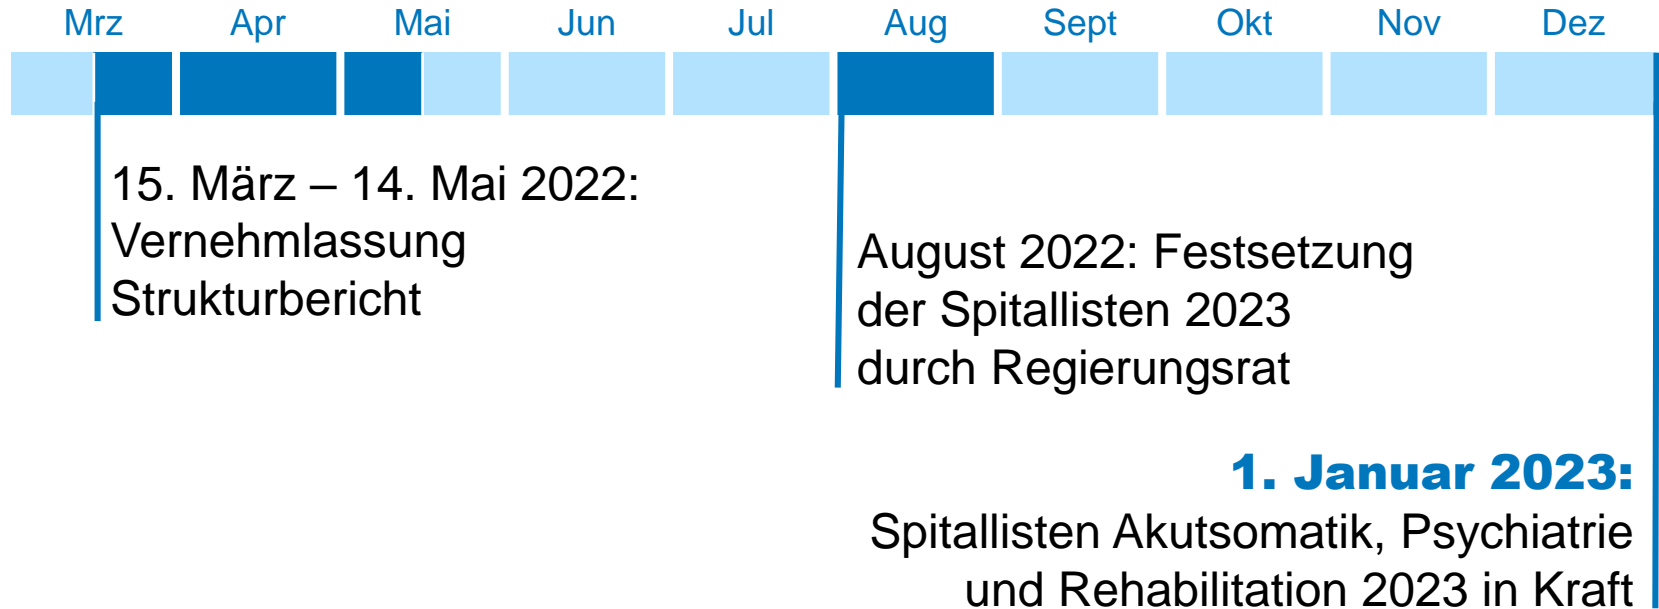 Mrz Apr Mai Jun Jul Aug Sept Okt Nov Dez
15. März – 14. Mai 2022:
Vernehmlassung
Strukturbericht
August 2022: Festsetzung
der Spitallisten 2023
durch Regierungsrat
1. Januar 2023:
Spitallisten Akutsomatik, Psychiatrie
und Rehabilitation 2023 in Kraft